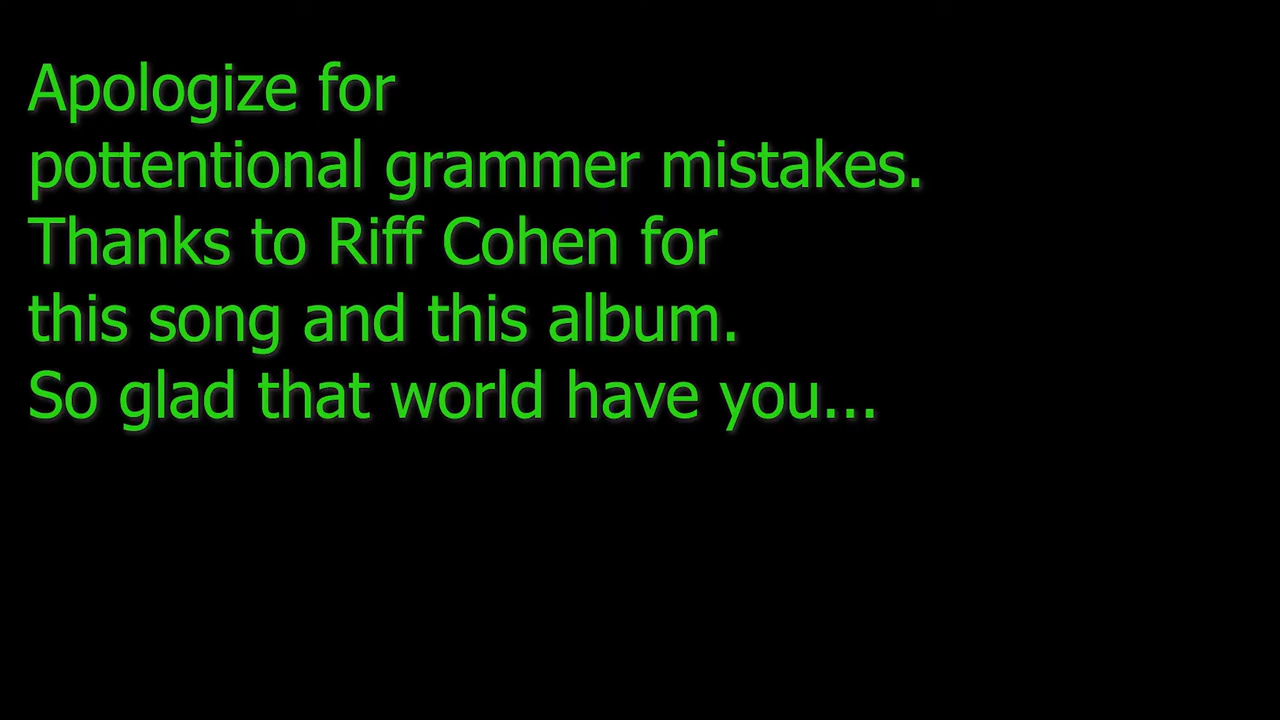 Apologize for
pottentional grammer mistakes.
Thanks to Riff Cohen for
this song and this album.
So glad that world have you...